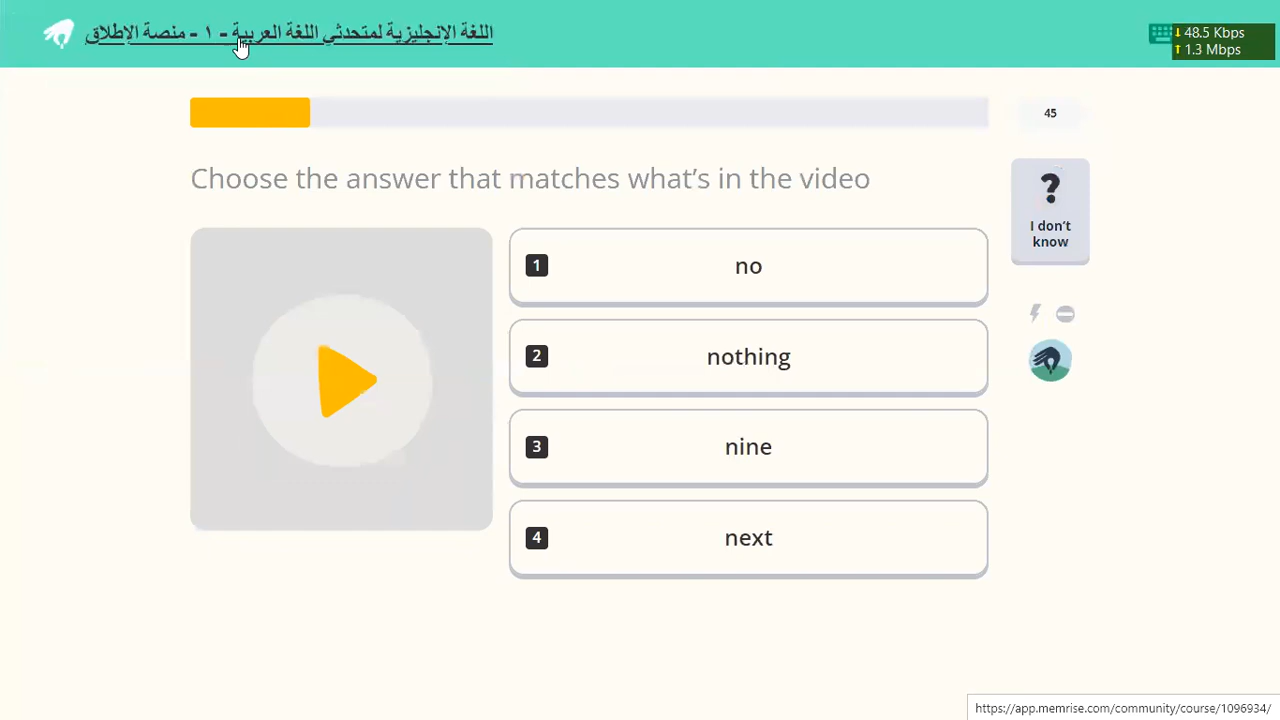 اللغة الإنجليزية لمتحدثي اللغة العربية - ١ - منصة الإطلاق
↓ 48.5 Kbps
↑ 1.3 Mbps
45
Choose the answer that matches what's in the video
?
I don't
know
1 no
2 nothing
3 nine
4 next
https://app.memrise.com/community/course/1096934/